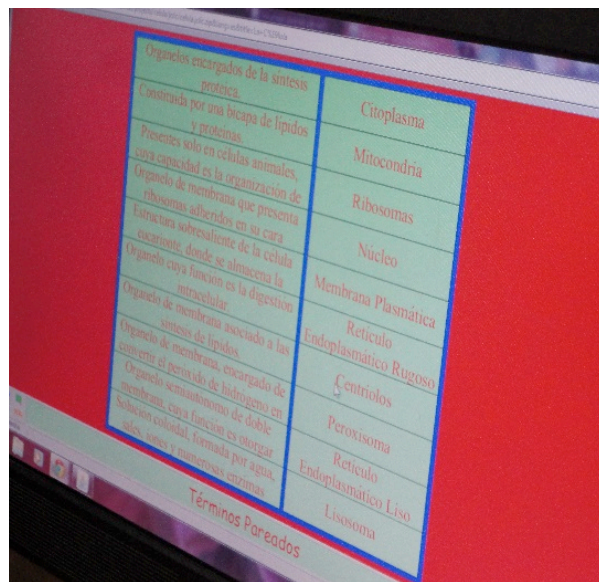 Organelos encargados de la síntesis
proteica.
Constituida por una bicapa de lípidos
y proteínas.
Presentes solo en células animales,
cuya capacidad es la organización de
Organelo de membrana que presenta
ribosomas adheridos en su cara
Estructura sobresaliente de la célula
eucarionte, donde se almacena la
Organelo cuya función es la digestión
intracelular.
Organelo de membrana asociado a las
síntesis de lípidos.
Organelo de membrana, encargado de
convertir el peróxido de hidrógeno en
Organelo semiautónomo de doble
membrana, cuya función es otorgar
Solución coloidal, formada por agua,
sales, iones y numerosas enzimas
Citoplasma
Mitocondria
Ribosomas
Núcleo
Membrana Plasmática
Retículo
Endoplasmático Rugoso
Centriolos
Peroxisoma
Retículo
Endoplasmático Liso
Lisosoma
Términos Pareados